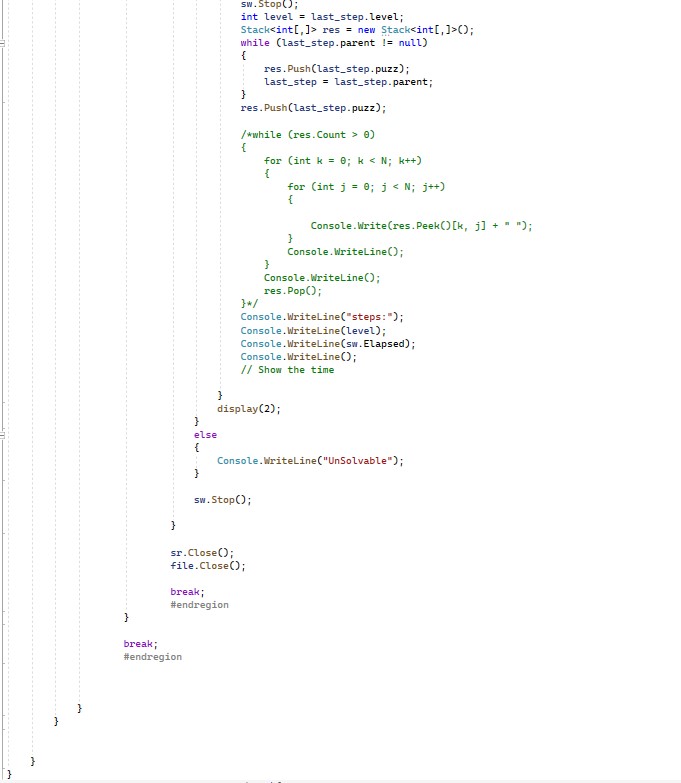 sw.Stop();
int level = last_step.level;
Stack<int[,]> res = new Stack<int[,]>();
while (last_step.parent != null)
{
res.Push(last_step.puzz);
last_step = last_step.parent;
}
res.Push(last_step.puzz);
/*while (res.Count > 0)
{
for (int k = 0; k < N; k++)
{
for (int j = 0; j < N; j++)
{
Console.Write(res.Peek()[k, j] + " ");
}
Console.WriteLine();
}
Console.WriteLine();
res.Pop();
}*/
Console.WriteLine("steps:");
Console.WriteLine(level);
Console.WriteLine(sw.Elapsed);
Console.WriteLine();
// Show the time
}
display(2);
}
else
{
Console.WriteLine("UnSolvable");
}
sw.Stop();
}
sr.Close();
file.Close();
break;
#endregion
}
break;
#endregion
}
}
}
}